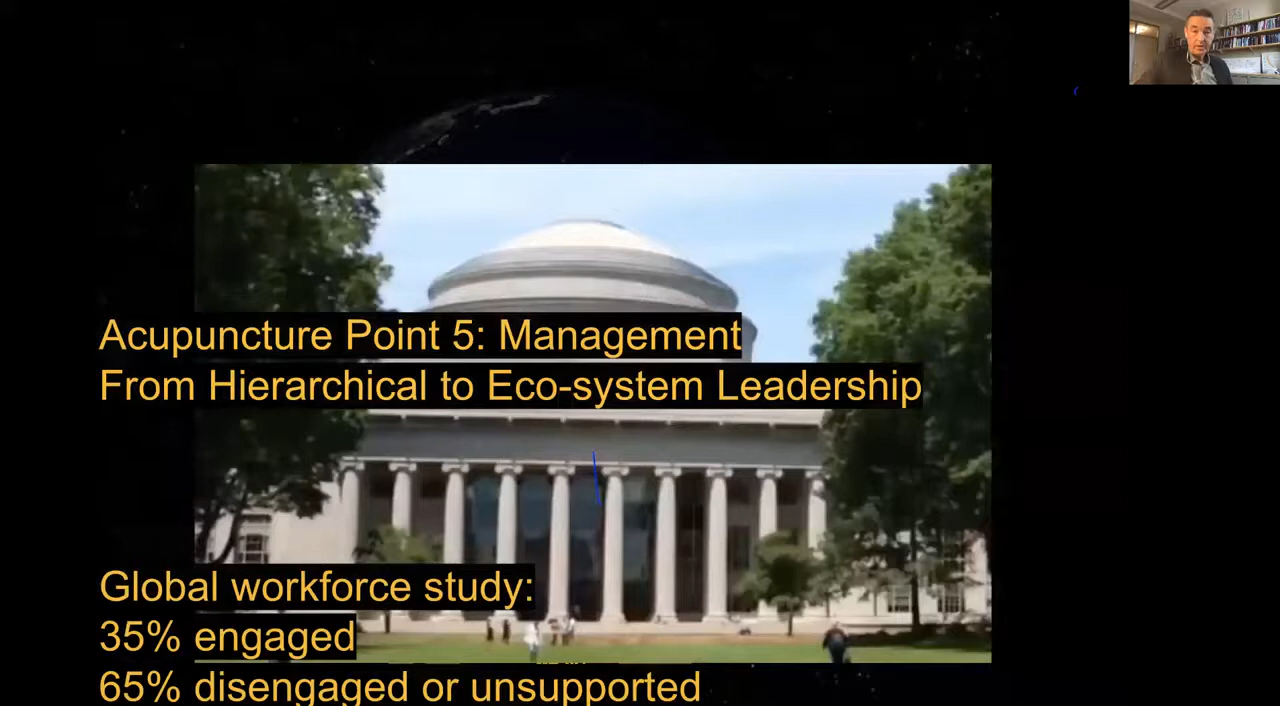 Acupuncture Point 5: Management
From Hierarchical to Eco-system Leadership
Global workforce study:
35% engaged
65% disengaged or unsupported